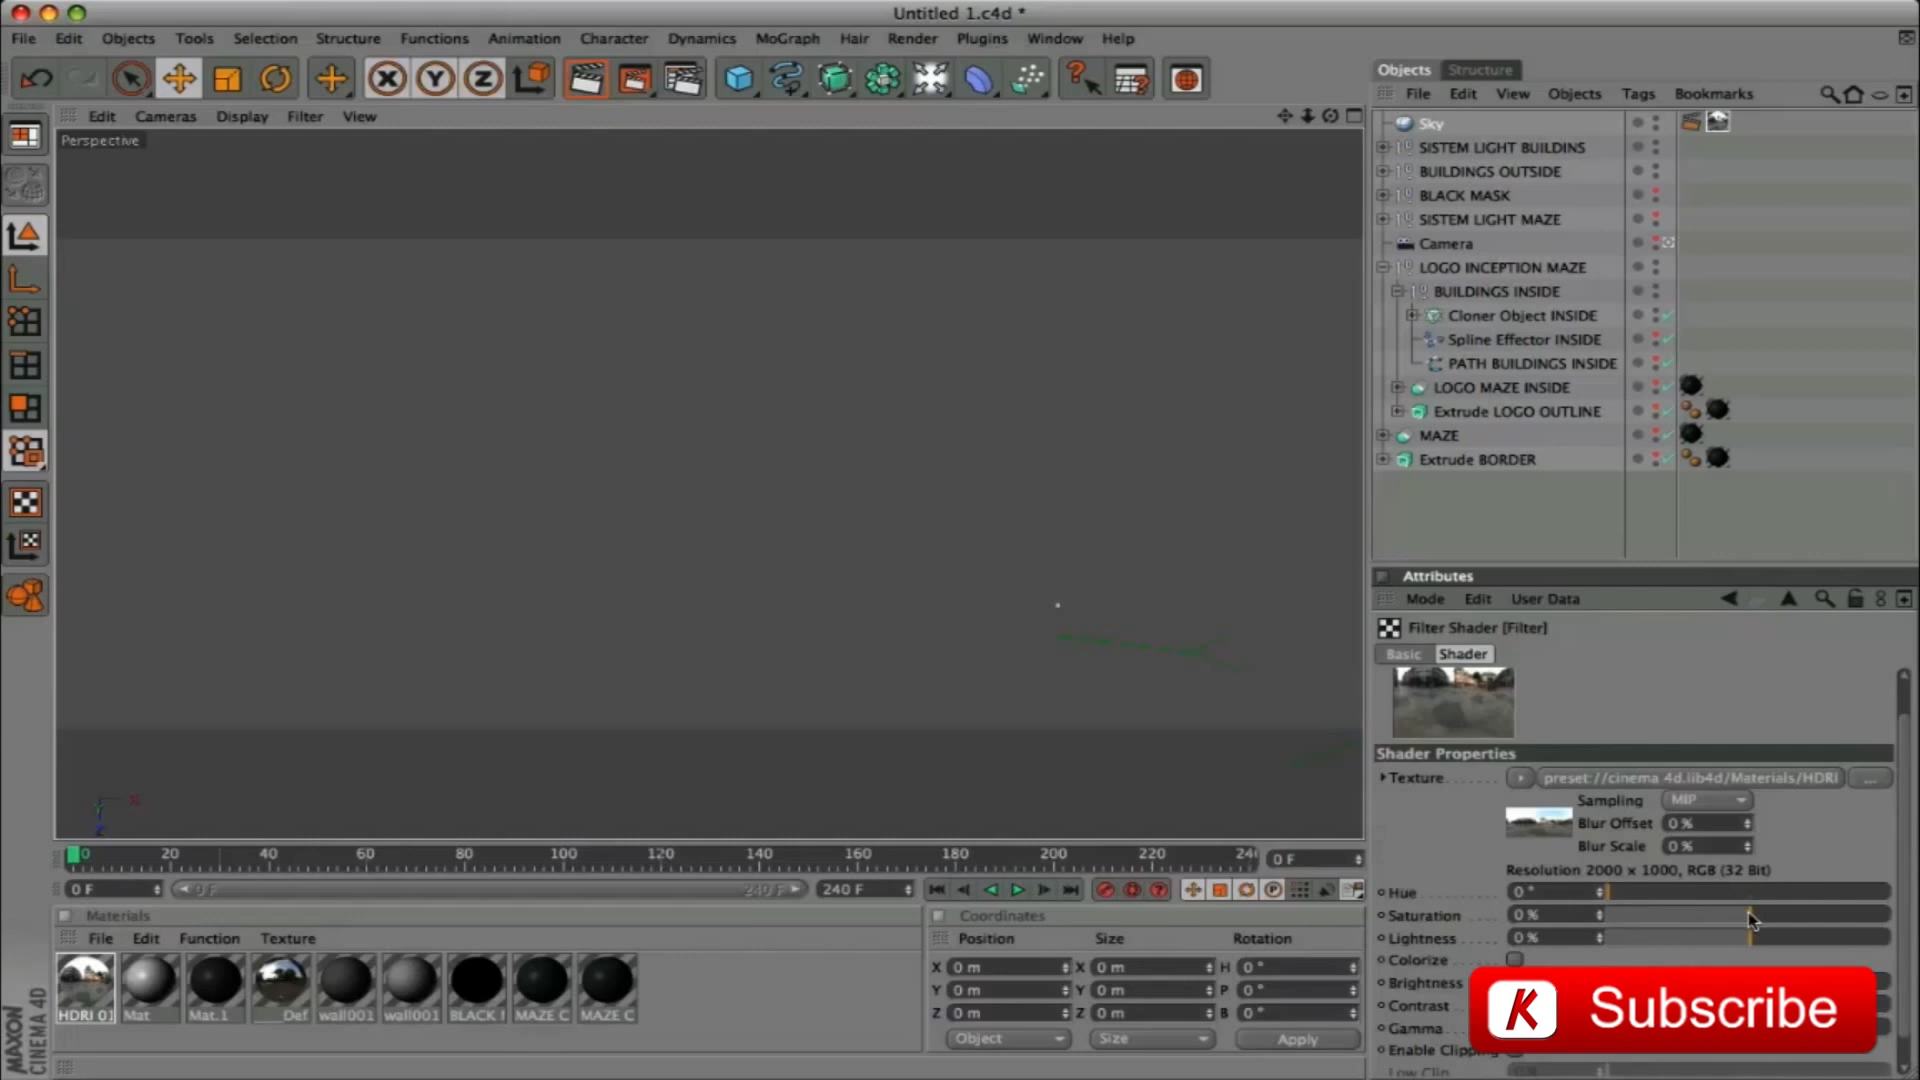 Untitled 1.c4d *
File Edit Objects Tools Selection Structure Functions Animation Character Dynamics MoGraph Hair Render Plugins Window Help
X Y Z
Objects Structure
File Edit View Objects Tags Bookmarks
Edit Cameras Display Filter View
Perspective
Sky
SISTEM LIGHT BUILDINS
BUILDINGS OUTSIDE
BLACK MASK
SISTEM LIGHT MAZE
Camera
LOGO INCEPTION MAZE
BUILDINGS INSIDE
Cloner Object INSIDE
Spline Effector INSIDE
PATH BUILDINGS INSIDE
LOGO MAZE INSIDE
Extrude LOGO OUTLINE
MAZE
Extrude BORDER
Attributes
Mode Edit User Data
Filter Shader [Filter]
Basic Shader
Shader Properties
Texture preset://cinema 4d.lib4d/Materials/HDRI ...
Sampling MIP
Blur Offset 0 %
Blur Scale 0 %
Resolution 2000 x 1000, RGB (32 Bit)
Hue 0 °
Saturation 0 %
Lightness 0 %
Colorize
Brightness
Contrast
Gamma
Enable Clipping
Low Clip
K Subscribe
X
Z
0 20 40 60 80 100 120 140 160 180 200 220 24 0 F
0 F 0 F 240 F 240 F
Materials
File Edit Function Texture
HDRI 01 Mat Mat.1 Def wall001 wall001 BLACK MAZE C MAZE C
Coordinates
Position Size Rotation
X 0 m X 0 m H 0 °
Y 0 m Y 0 m P 0 °
Z 0 m Z 0 m B 0 °
Object Size Apply
MAXON
CINEMA 4D